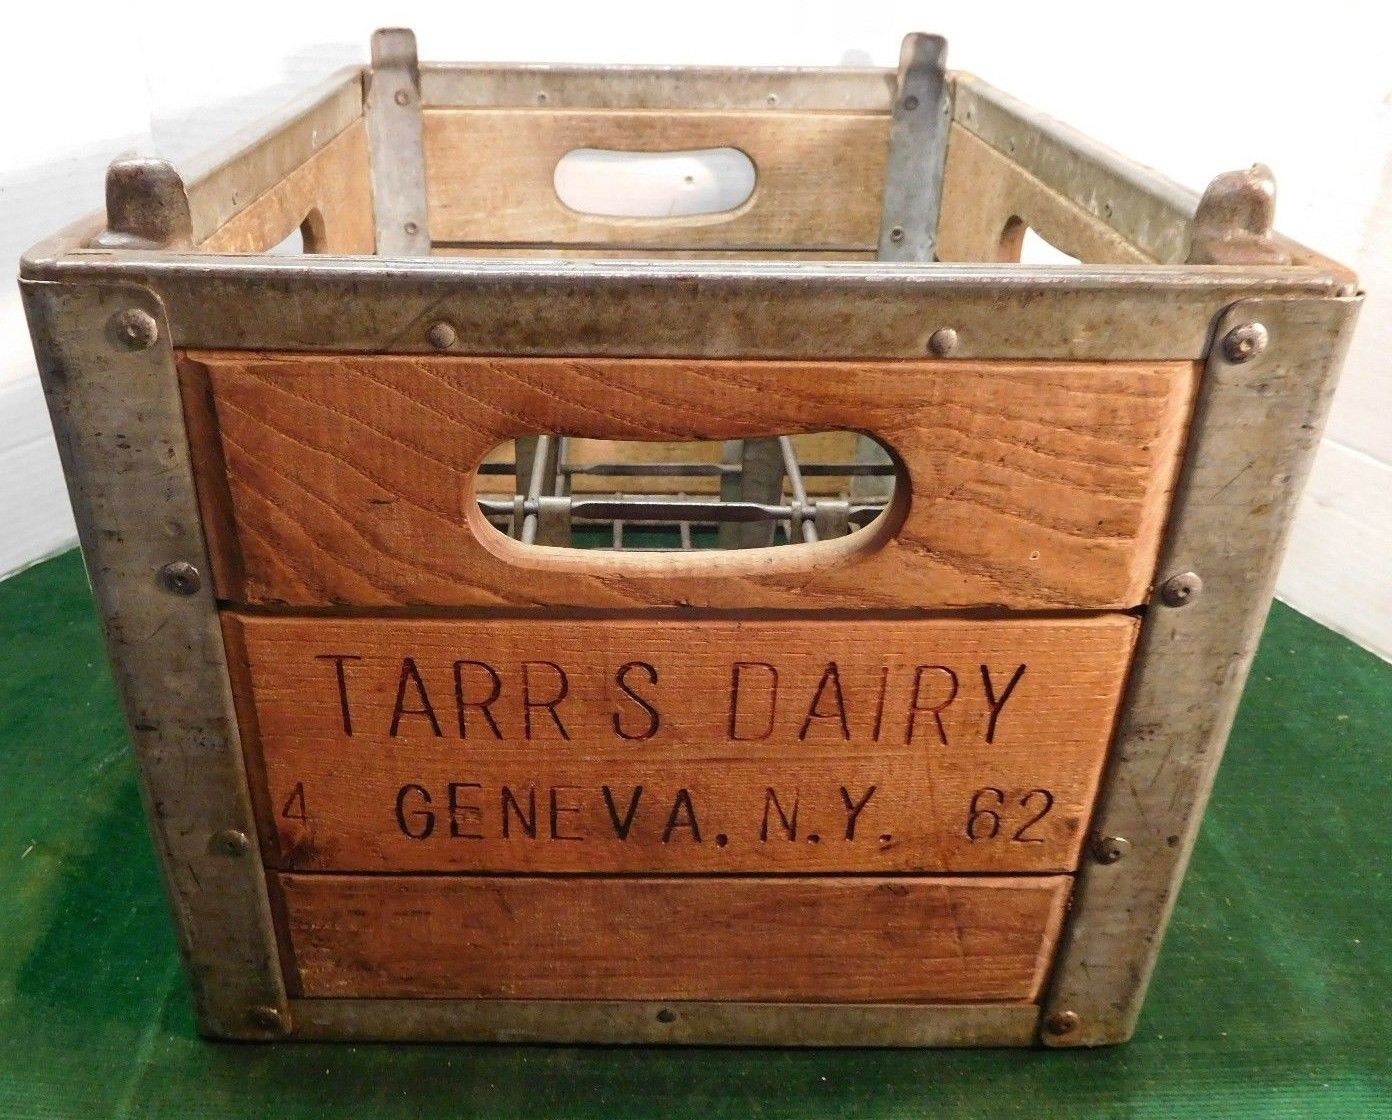 TARR S DAIRY
4 GENEVA, N.Y. 62